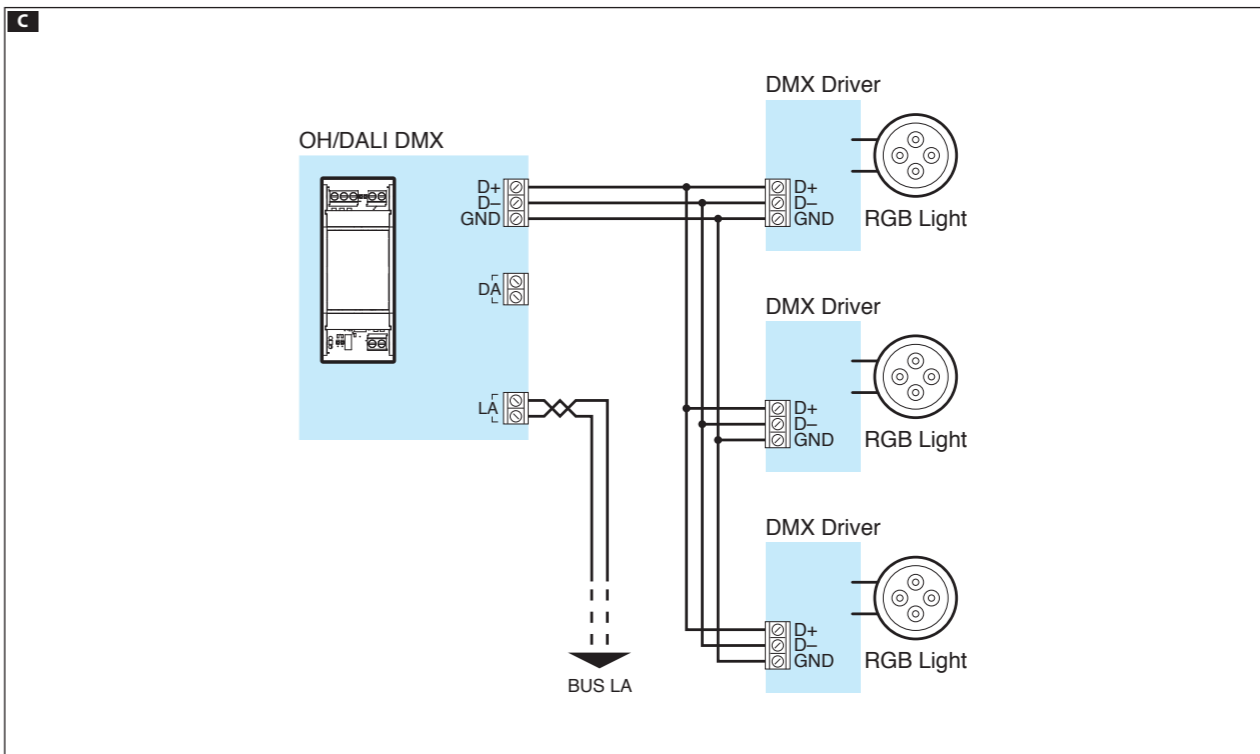 C
OH/DALI DMX
D+
D–
GND
DA
LA
BUS LA
DMX Driver
D+
D–
GND
RGB Light
DMX Driver
D+
D–
GND
RGB Light
DMX Driver
D+
D–
GND
RGB Light